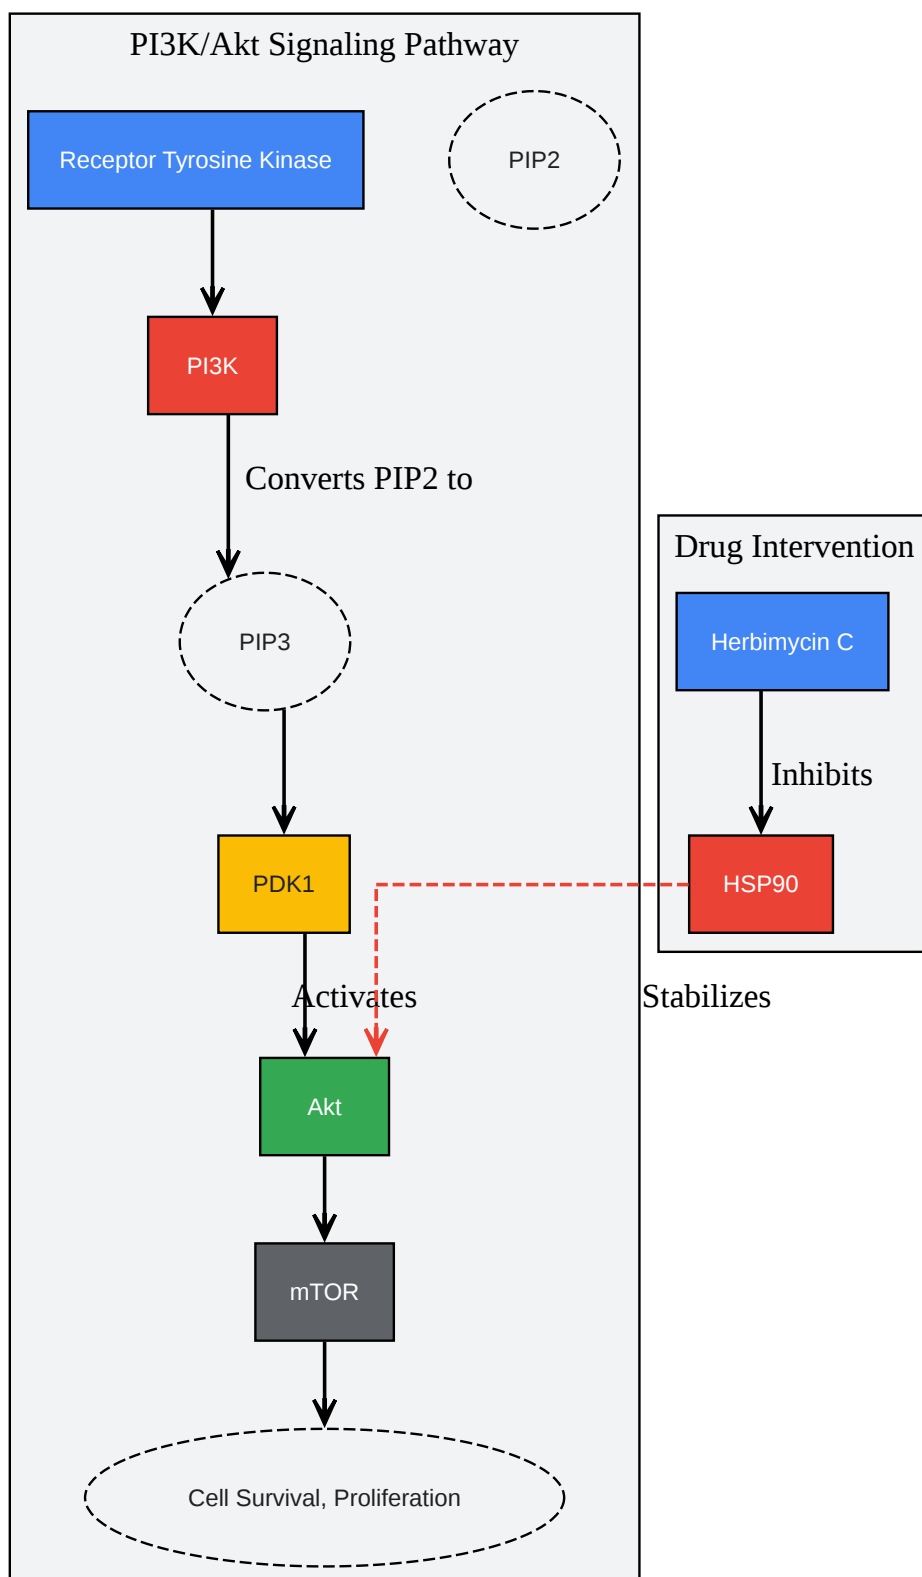 PI3K/Akt Signaling Pathway
Receptor Tyrosine Kinase
PIP2
PI3K
Converts PIP2 to
PIP3
Drug Intervention
Herbimycin C
Inhibits
PDK1
HSP90
Activates
Stabilizes
Akt
mTOR
Cell Survival, Proliferation